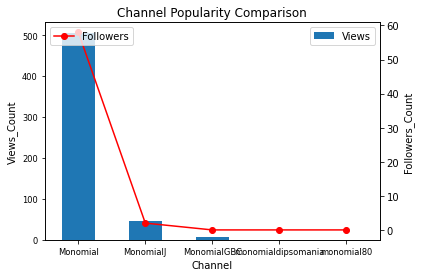 Channel Popularity Comparison
Followers
Views
500
400
300
200
100
0
60
50
40
30
20
10
0
Views_Count
Followers_Count
Monomial MonomialJ MonomialGBC monomial80
Channel